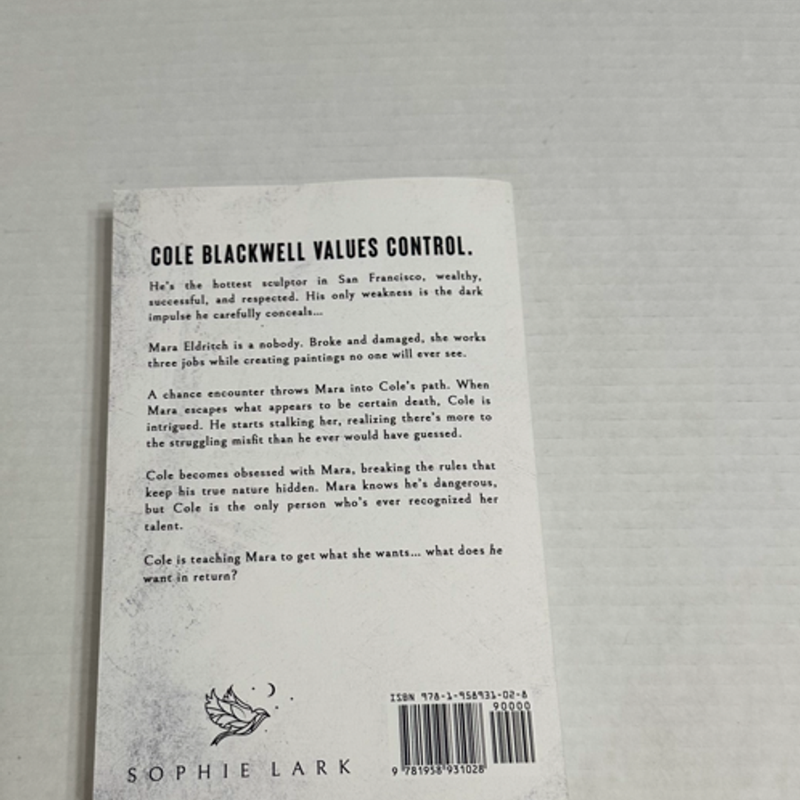 COLE BLACKWELL VALUES CONTROL.
He's the hottest sculptor in San Francisco, wealthy,
successful, and respected. His only weakness is the dark
impulse he carefully conceals...
Mara Eldritch is a nobody. Broke and damaged, she works
three jobs while creating paintings no one will ever see.
A chance encounter throws Mara into Cole's path. When
Mara escapes what appears to be certain death, Cole is
intrigued. He starts stalking her, realizing there's more to
the struggling misfit than he ever would have guessed.
Cole becomes obsessed with Mara, breaking the rules that
keep his true nature hidden. Mara knows he's dangerous,
but Cole is the only person who's ever recognized her
talent.
Cole is teaching Mara to get what she wants... what does he
want in return?
SOPHIE LARK
ISBN 978-1-958931-02-8
90000
9 781958 931028